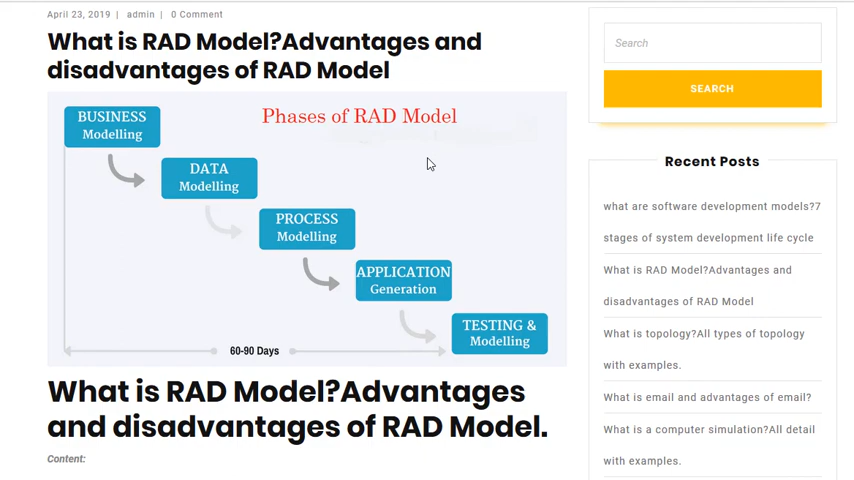 April 23, 2019 | admin | 0 Comment
What is RAD Model?Advantages and
disadvantages of RAD Model
Phases of RAD Model
BUSINESS
Modelling
DATA
Modelling
PROCESS
Modelling
APPLICATION
Generation
TESTING &
Modelling
60-90 Days
What is RAD Model?Advantages
and disadvantages of RAD Model.
Content:
Search
SEARCH
Recent Posts
what are software development models?7
stages of system development life cycle
What is RAD Model?Advantages and
disadvantages of RAD Model
What is topology?All types of topology
with examples.
What is email and advantages of email?
What is a computer simulation?All detail
with examples.